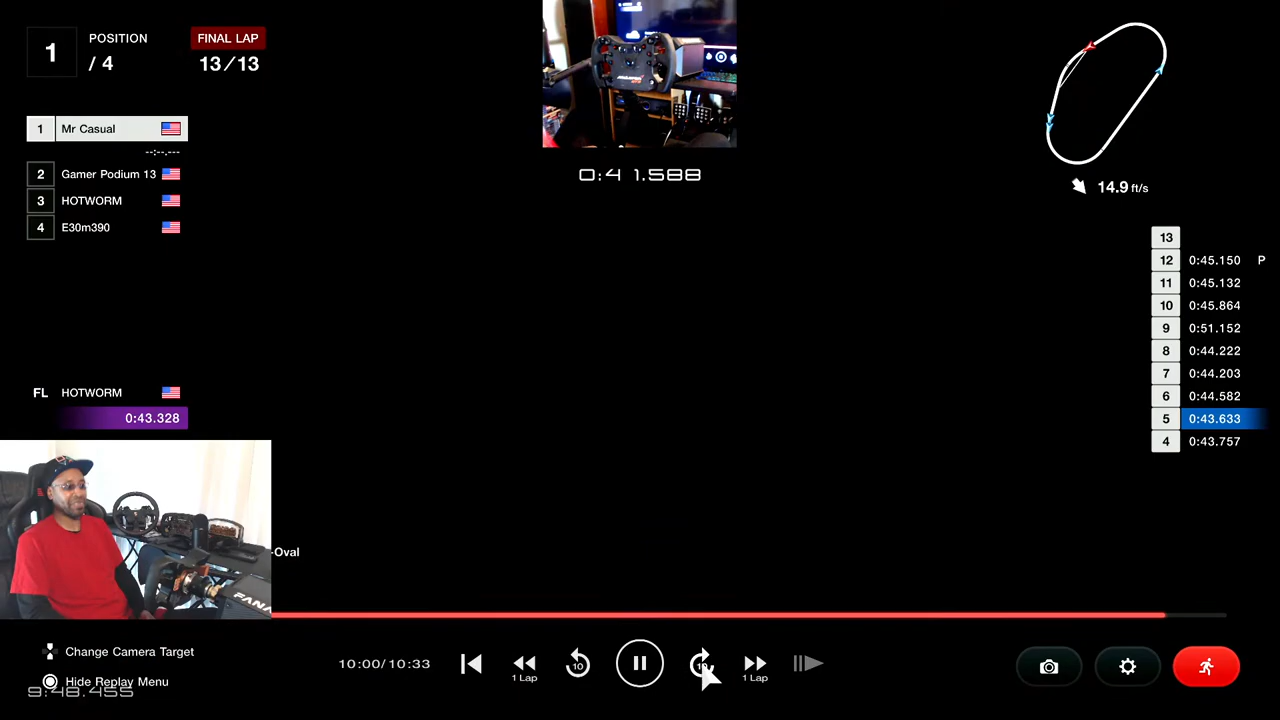 1
POSITION
/ 4
FINAL LAP
13/13
1 Mr Casual
--:--.---
2 Gamer Podium 13
3 HOTWORM
4 E30m390
FL HOTWORM
0:43.328
0:41.588
14.9 ft/s
13
12 0:45.150 P
11 0:45.132
10 0:45.864
9 0:51.152
8 0:44.222
7 0:44.203
6 0:44.582
5 0:43.633
4 0:43.757
-Oval
FANA
Change Camera Target
Hide Replay Menu
9:48.455
10:00/10:33
1 Lap
10
10
1 Lap